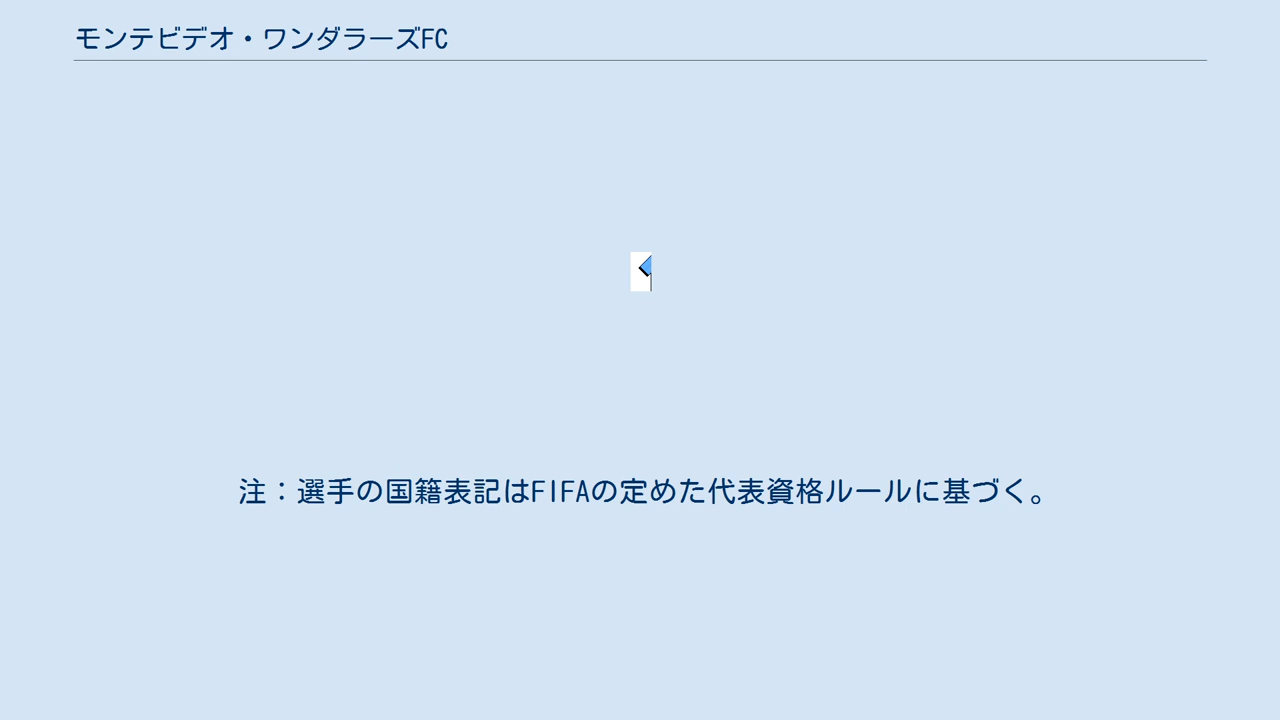 モンテビデオ・ワンダラーズFC
注：選手の国籍表記はFIFAの定めた代表資格ルールに基づく。